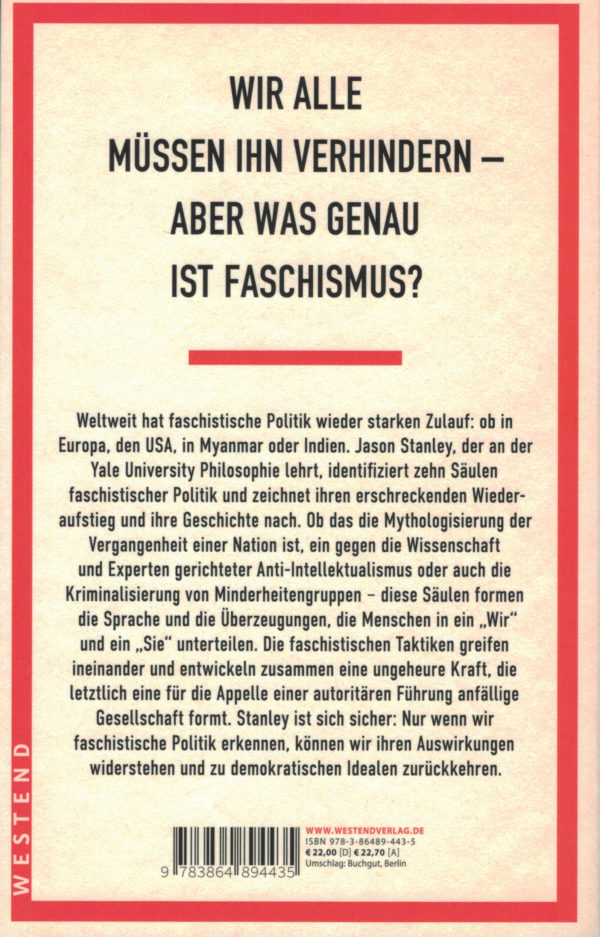 WIR ALLE
MÜSSEN IHN VERHINDERN –
ABER WAS GENAU
IST FASCHISMUS?
Weltweit hat faschistische Politik wieder starken Zulauf: ob in
Europa, den USA, in Myanmar oder Indien. Jason Stanley, der an der
Yale University Philosophie lehrt, identifiziert zehn Säulen
faschistischer Politik und zeichnet ihren erschreckenden Wieder-
aufstieg und ihre Geschichte nach. Ob das die Mythologisierung der
Vergangenheit einer Nation ist, ein gegen die Wissenschaft
und Experten gerichteter Anti-Intellektualismus oder auch die
Kriminalisierung von Minderheitengruppen – diese Säulen formen
die Sprache und die Überzeugungen, die Menschen in ein „Wir“
und ein „Sie“ unterteilen. Die faschistischen Taktiken greifen
ineinander und entwickeln zusammen eine ungeheure Kraft, die
letztlich eine für die Appelle einer autoritären Führung anfällige
Gesellschaft formt. Stanley ist sich sicher: Nur wenn wir
faschistische Politik erkennen, können wir ihren Auswirkungen
widerstehen und zu demokratischen Idealen zurückkehren.
WESTEND
9 783864 894435
WWW.WESTENDVERLAG.DE
ISBN 978-3-86489-443-5
€ 22,00 [D] € 22,70 [A]
Umschlag: Buchgut, Berlin